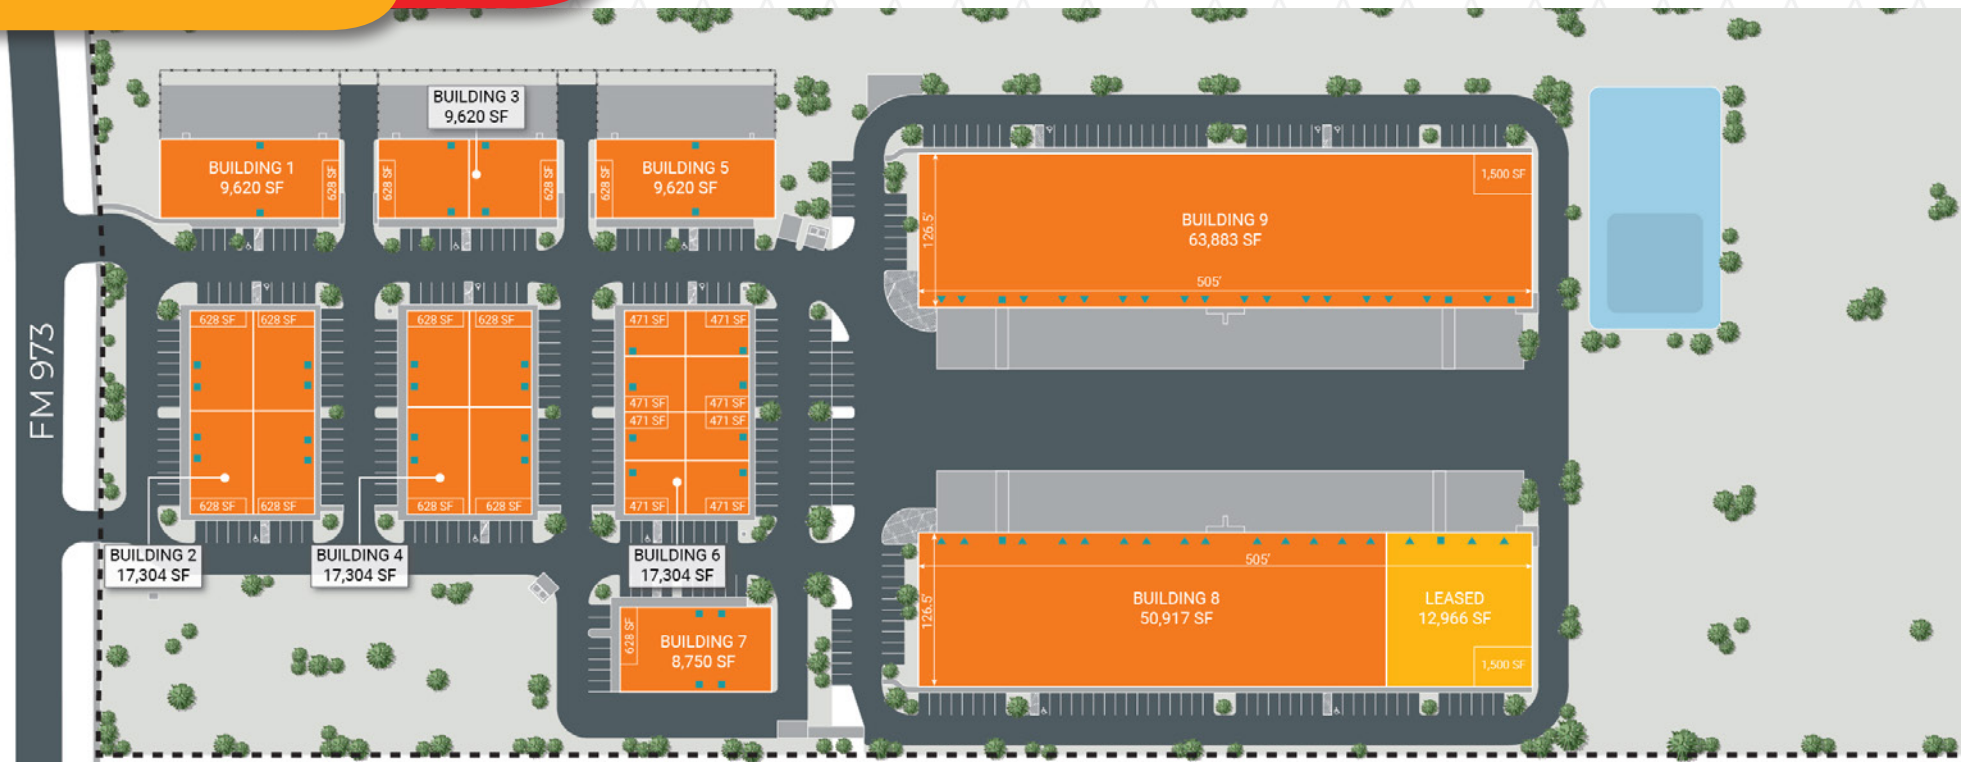 BUILDING 3
9,620 SF
BUILDING 1
9,620 SF
628 SF
628 SF
628 SF
628 SF
BUILDING 5
9,620 SF
1,500 SF
BUILDING 9
63,883 SF
126.5'
505'
FM 973
628 SF
628 SF
628 SF
628 SF
471 SF
471 SF
471 SF
471 SF
471 SF
471 SF
628 SF
628 SF
628 SF
628 SF
471 SF
471 SF
BUILDING 2
17,304 SF
BUILDING 4
17,304 SF
BUILDING 6
17,304 SF
505'
126.5'
BUILDING 8
50,917 SF
LEASED
12,966 SF
1,500 SF
628 SF
BUILDING 7
8,750 SF